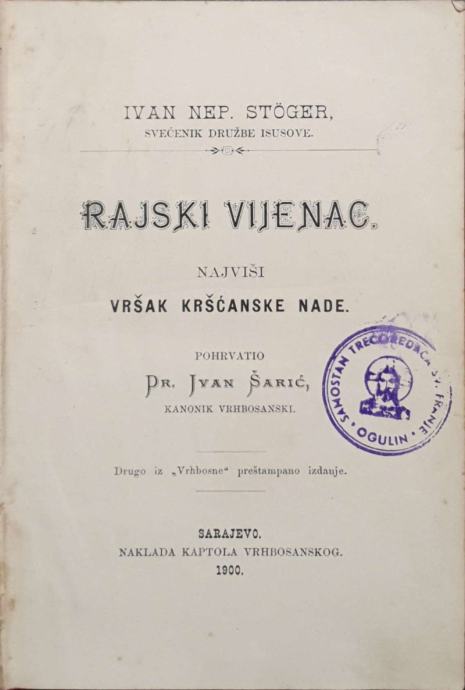 IVAN NEP. STÖGER,
SVEĆENIK DRUŽBE ISUSOVE.
RAJSKI VIJENAC.
NAJVIŠI
VRŠAK KRŠĆANSKE NADE.
POHRVATIO
DR. IVAN ŠARIĆ,
KANONIK VRHBOSANSKI.
SAMOSTAN TREĆOREDACA SV. FRANJE
• OGULIN •
Drugo iz „Vrhbosne“ preštampano izdanje.
SARAJEVO.
NAKLADA KAPTOLA VRHBOSANSKOG.
1900.